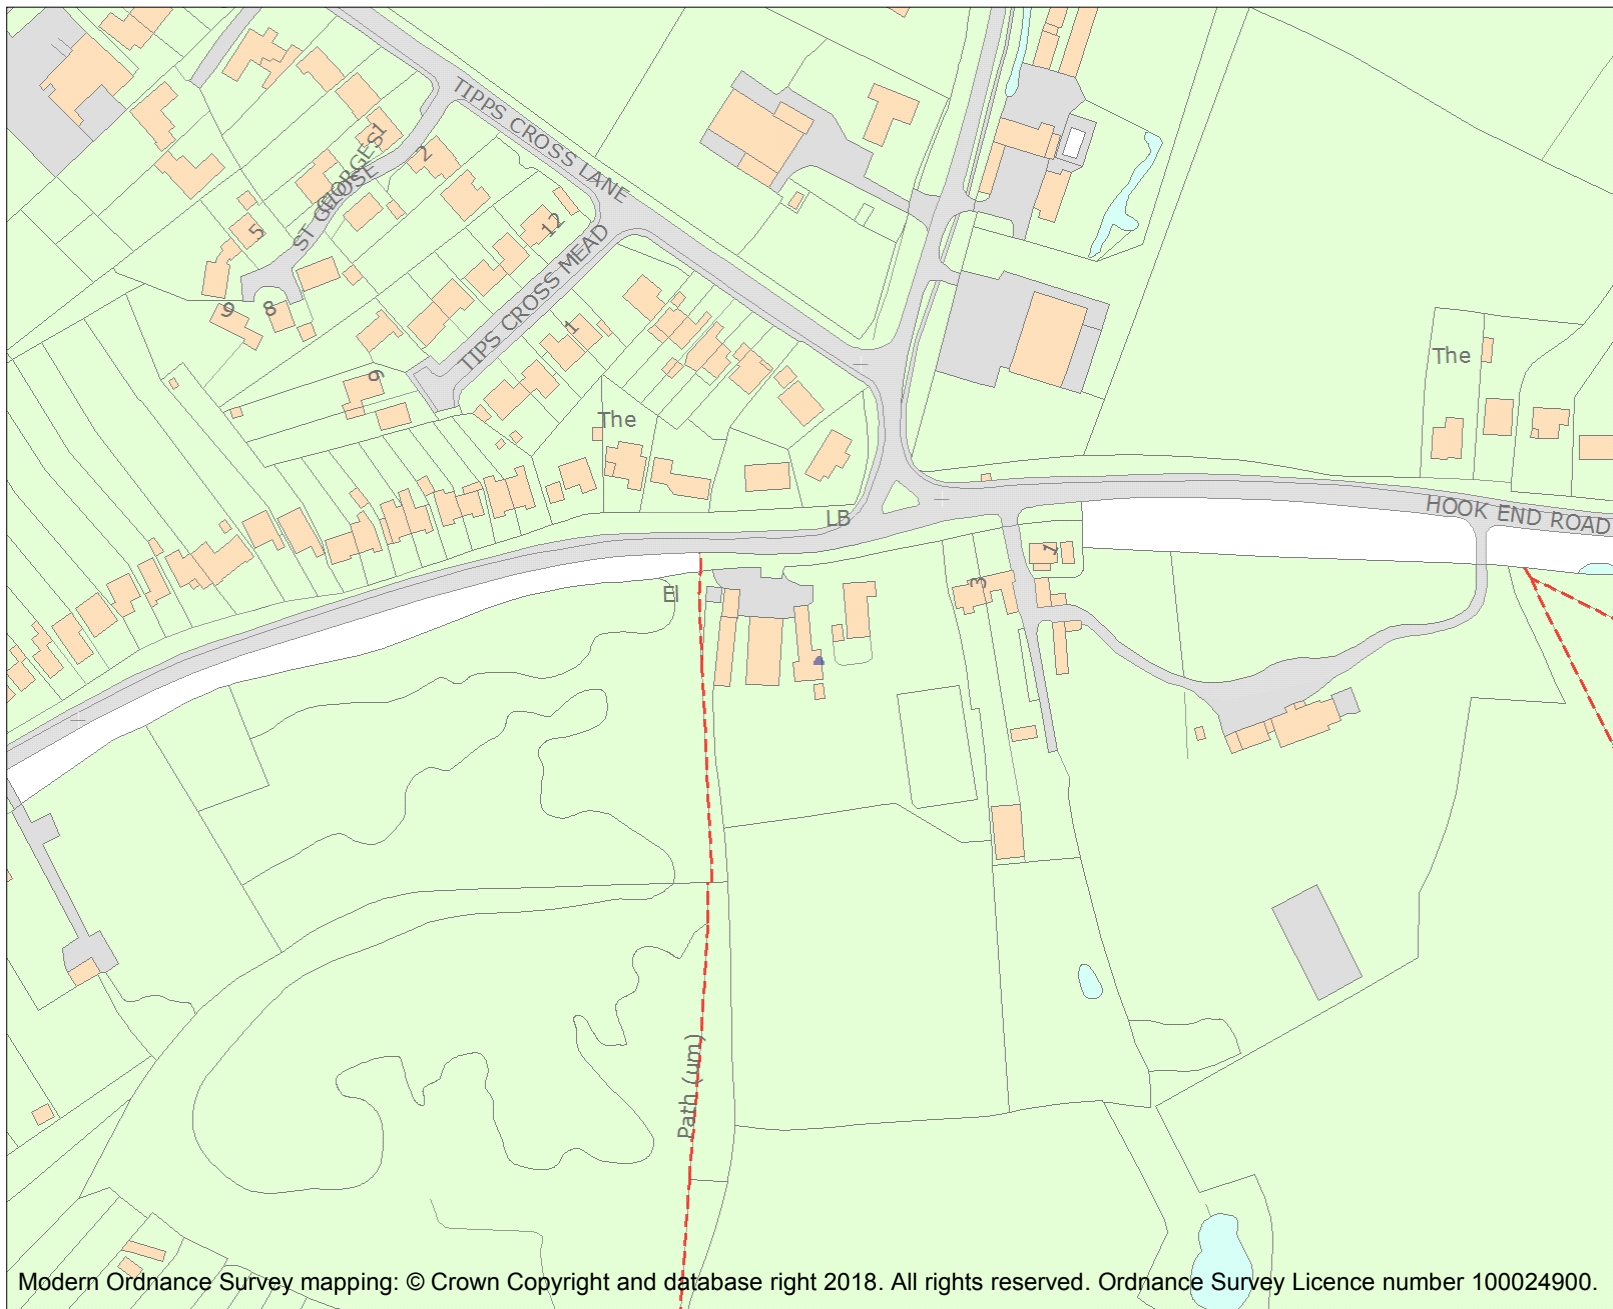 TIPPS CROSS LANE
1
2
ST GEORGES
CLOSE
12
5
TIPS CROSS MEAD
9
8
1
The
9
The
HOOK END ROAD
LB
1
3
El
Path (um)
Modern Ordnance Survey mapping: © Crown Copyright and database right 2018. All rights reserved. Ordnance Survey Licence number 100024900.